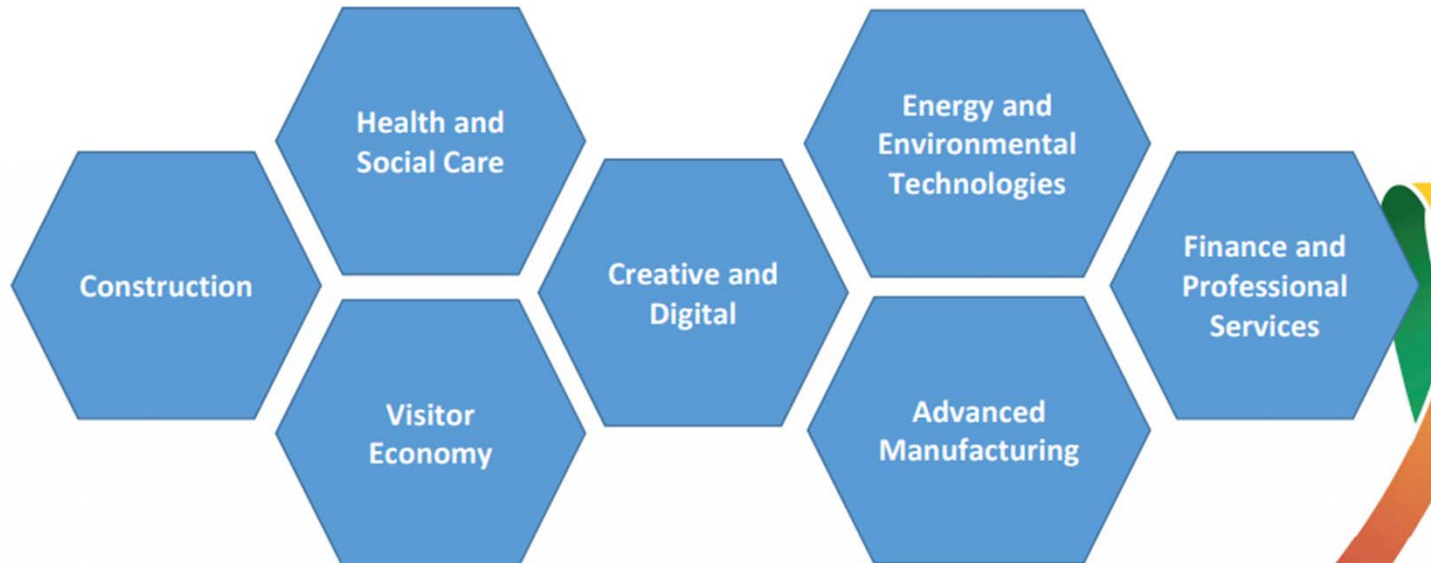 Construction
Health and
Social Care
Visitor
Economy
Creative and
Digital
Energy and
Environmental
Technologies
Advanced
Manufacturing
Finance and
Professional
Services